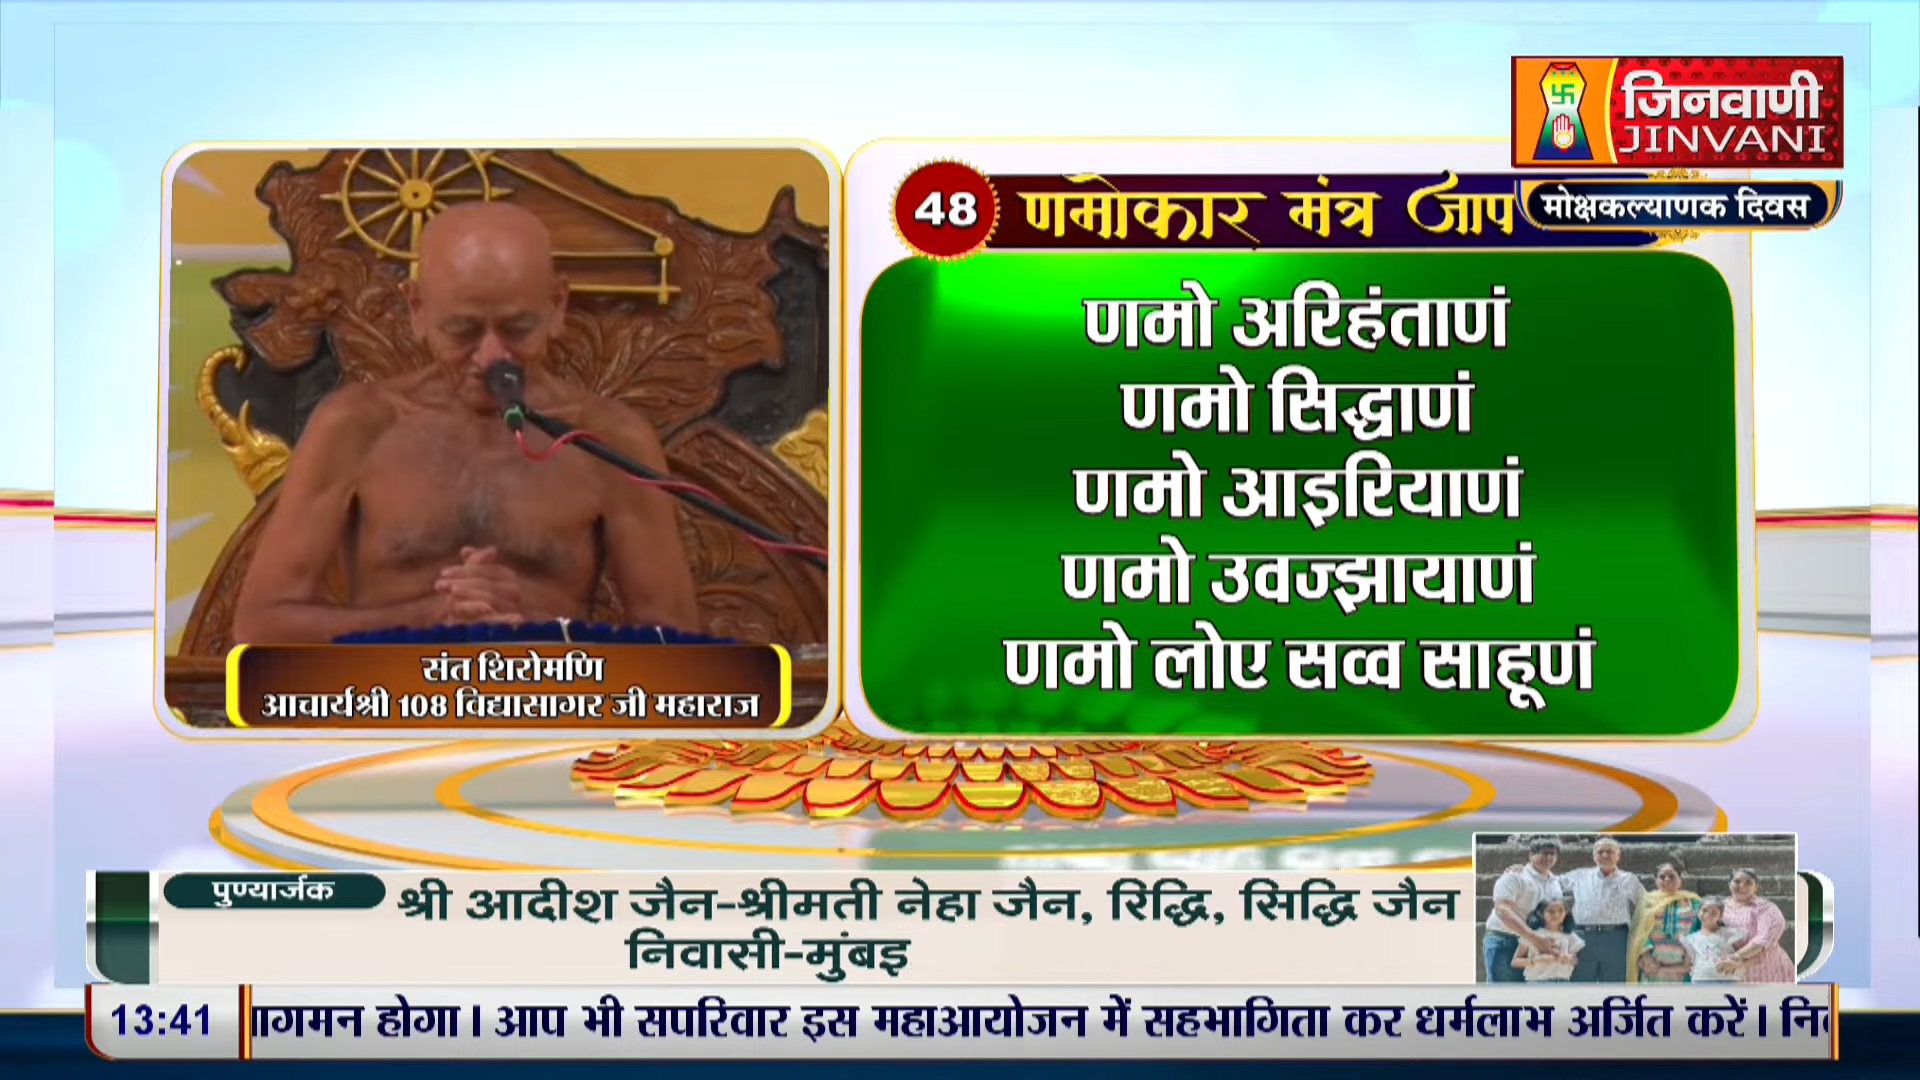 जिनवाणी
JINVANI
मोक्षकल्याणक दिवस
48 णमोकार मंत्र जाप
णमो अरिहंताणं
णमो सिद्धाणं
णमो आइरियाणं
णमो उवज्झायाणं
णमो लोए सव्व साहूणं
संत शिरोमणि
आचार्यश्री 108 विद्यासागर जी महाराज
पुण्यार्जक
श्री आदीश जैन-श्रीमती नेहा जैन, रिद्धि, सिद्धि जैन
निवासी-मुंबइ
13:41 होगा । आप भी सपरिवार इस महाआयोजन में सहभागिता कर धर्मलाभ अर्जित करें ।